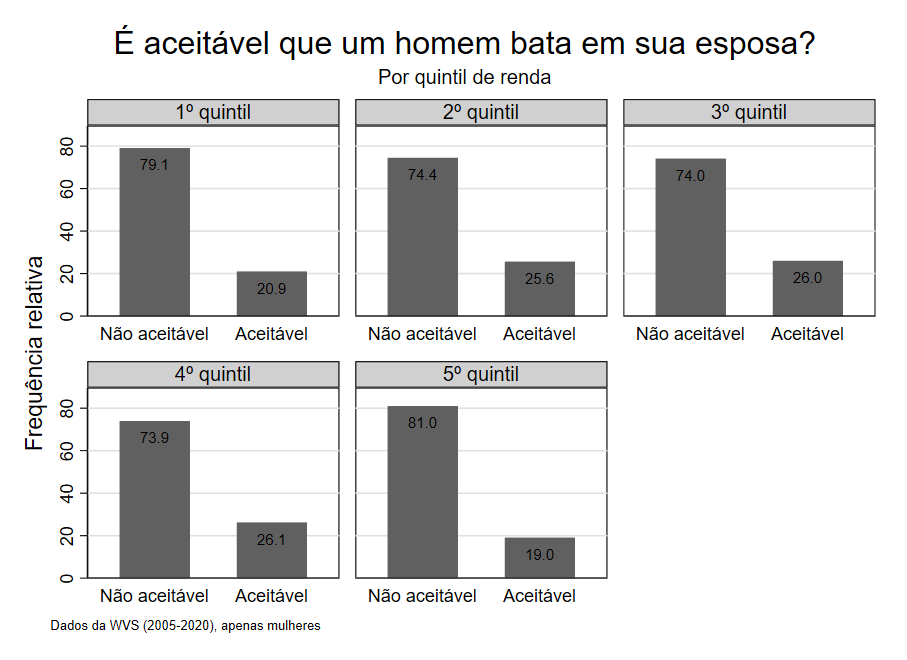 É aceitável que um homem bata em sua esposa?
Por quintil de renda
Frequência relativa
1º quintil
80
60
40
20
0
79.1
20.9
Não aceitável
Aceitável
2º quintil
74.4
25.6
Não aceitável
Aceitável
3º quintil
74.0
26.0
Não aceitável
Aceitável
4º quintil
80
60
40
20
0
73.9
26.1
Não aceitável
Aceitável
5º quintil
81.0
19.0
Não aceitável
Aceitável
Dados da WVS (2005-2020), apenas mulheres